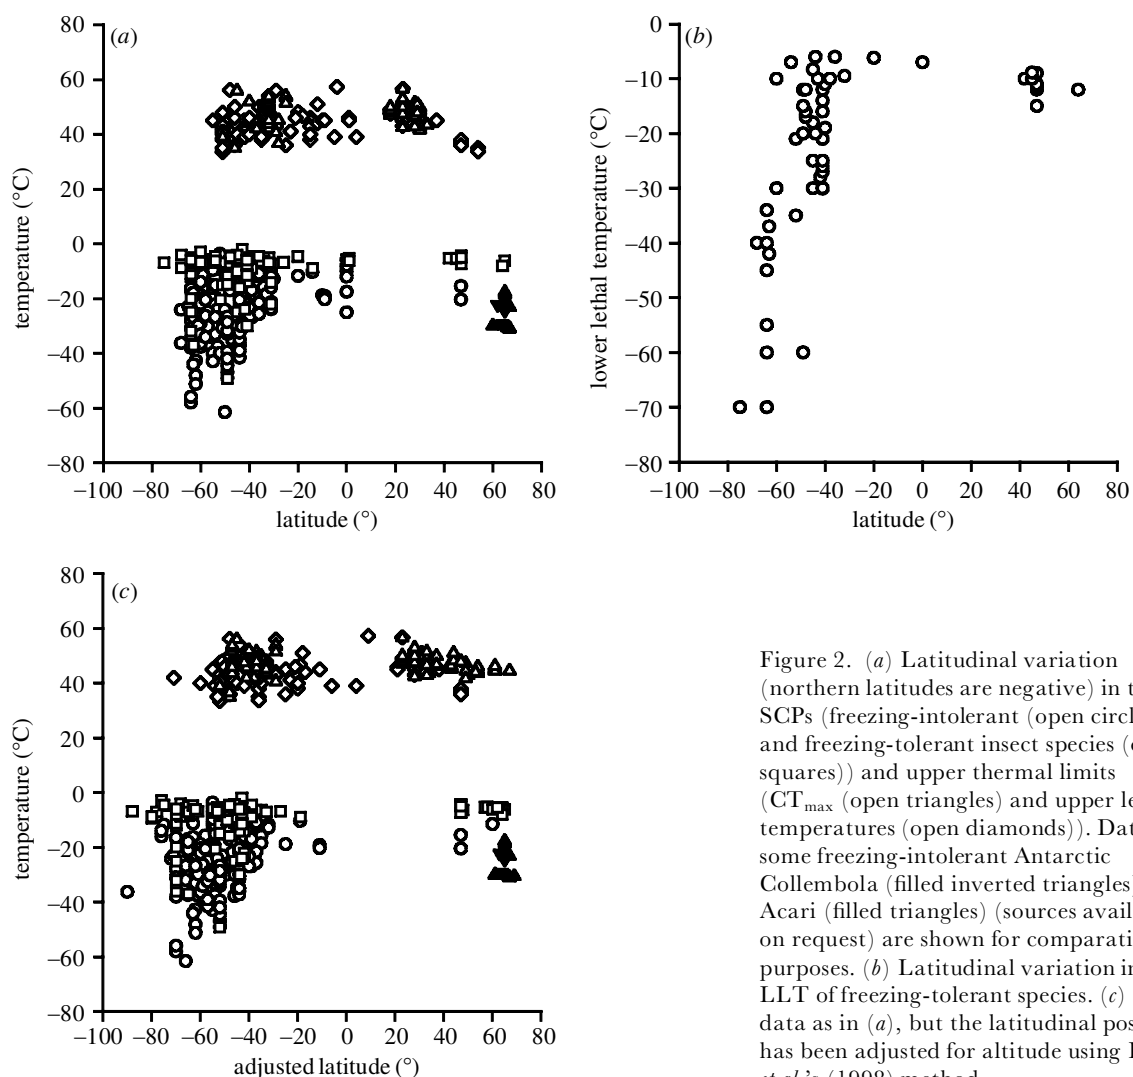 (a)
80
60
40
20
0
−20
−40
−60
−80
temperature (°C)
−100 −80 −60 −40 −20 0 20 40 60 80
latitude (°)
(b)
0
−10
−20
−30
−40
−50
−60
−70
−80
lower lethal temperature (°C)
−100 −80 −60 −40 −20 0 20 40 60 80
latitude (°)
(c)
80
60
40
20
0
−20
−40
−60
−80
temperature (°C)
−100 −80 −60 −40 −20 0 20 40 60 80
adjusted latitude (°)
Figure 2. (a) Latitudinal variation
(northern latitudes are negative) in
SCPs (freezing-intolerant (open
and freezing-tolerant insect species
squares)) and upper thermal limits
(CTmax (open triangles) and upper
temperatures (open diamonds)).
some freezing-intolerant Antarctic
Collembola (filled inverted triangles)
Acari (filled triangles) (sources
on request) are shown for
purposes. (b) Latitudinal variation in
LLT of freezing-tolerant species. (c)
data as in (a), but the latitudinal
has been adjusted for altitude using